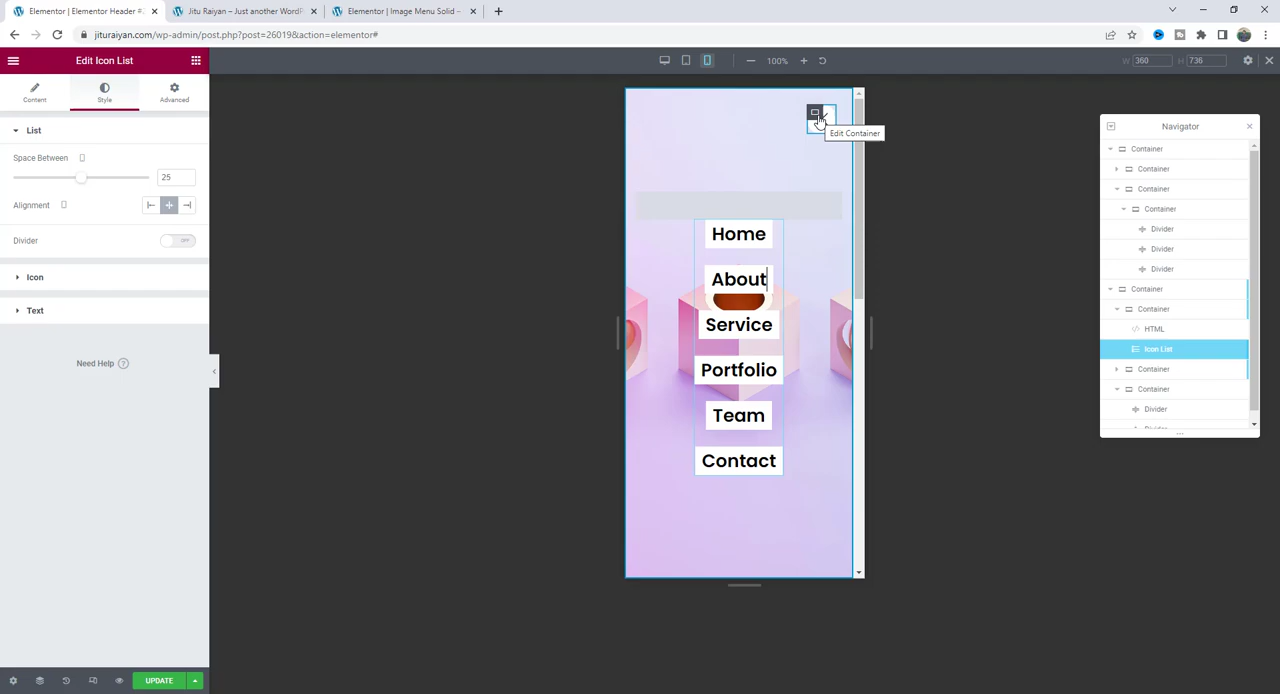 Elementor | Elementor Header #
Jitu Raiyan – Just another WordP
Elementor | Image Menu Solid –
jituraiyan.com/wp-admin/post.php?post=26019&action=elementor#
Edit Icon List
100%
W 360
H 736
Content
Style
Advanced
List
Space Between
25
Alignment
Divider
OFF
Icon
Text
Need Help ?
UPDATE
Edit Container
Home
About
Service
Portfolio
Team
Contact
Navigator
Container
Container
Container
Container
Divider
Divider
Divider
Container
Container
HTML
Icon List
Container
Container
Divider